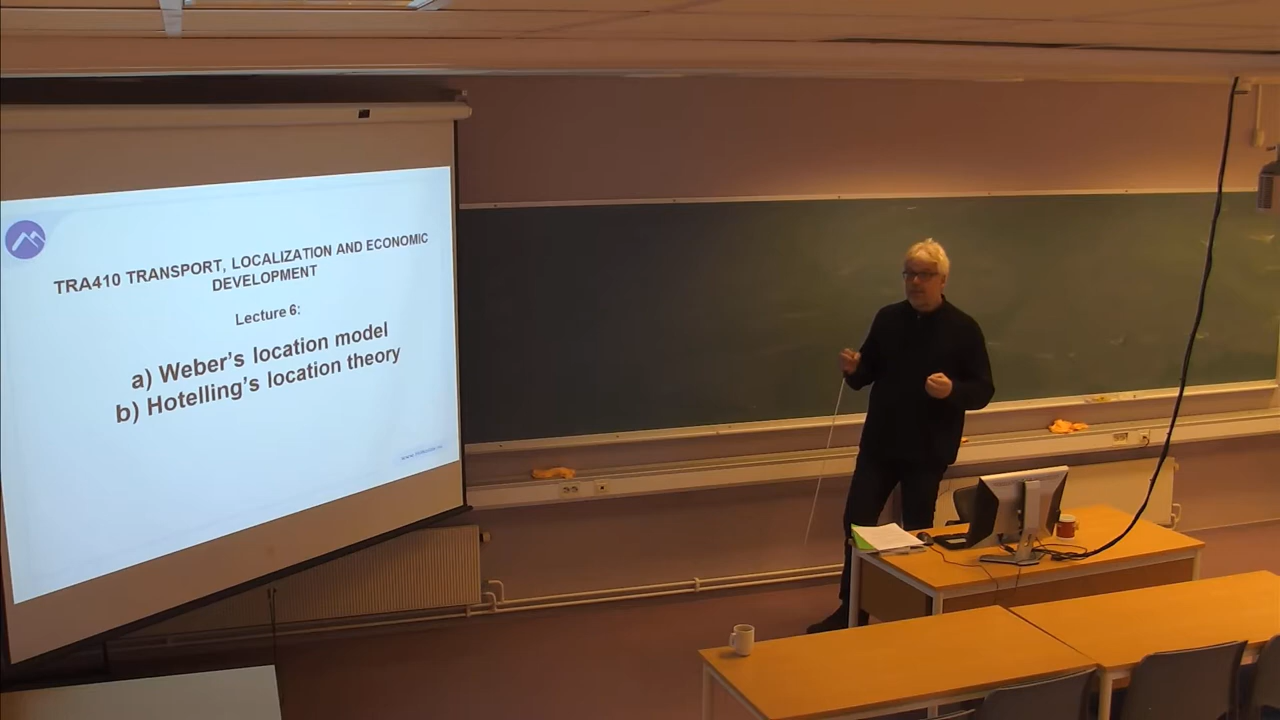 TRA410 TRANSPORT, LOCALIZATION AND ECONOMIC
DEVELOPMENT
Lecture 6:
a) Weber's location model
b) Hotelling's location theory